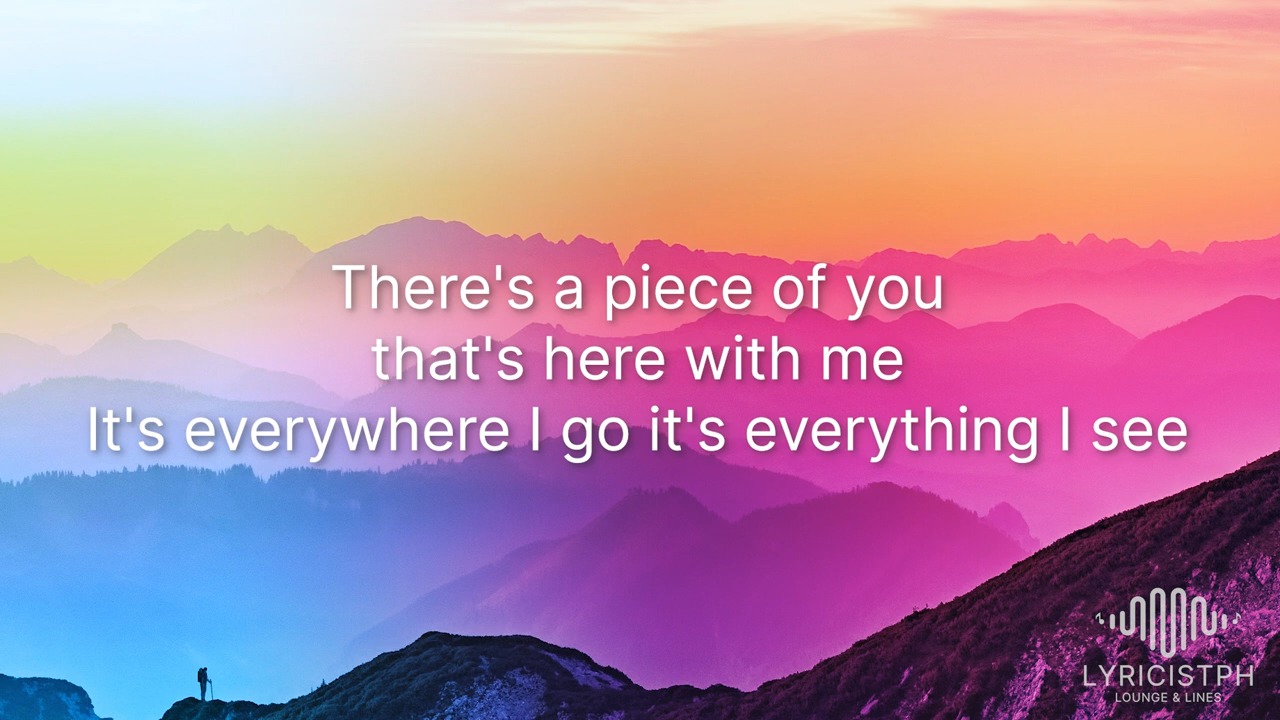 There's a piece of you
that's here with me
It's everywhere I go it's everything I see
LYRICISTPH
LOUNGE & LINES